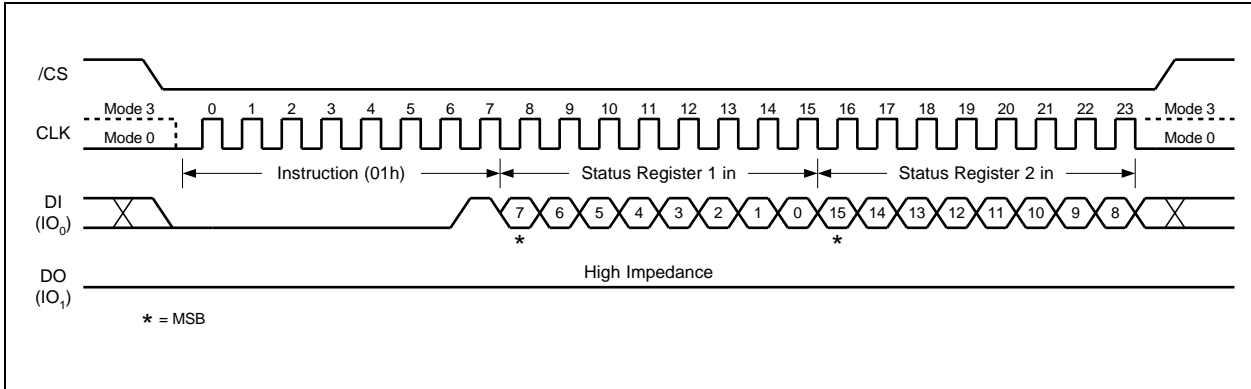 /CS
Mode 3 0 1 2 3 4 5 6 7 8 9 10 11 12 13 14 15 16 17 18 19 20 21 22 23 Mode 3
CLK Mode 0 Mode 0
Instruction (01h) Status Register 1 in Status Register 2 in
DI
(IO₀) 7 6 5 4 3 2 1 0 15 14 13 12 11 10 9 8
* *
High Impedance
DO
(IO₁)
* = MSB